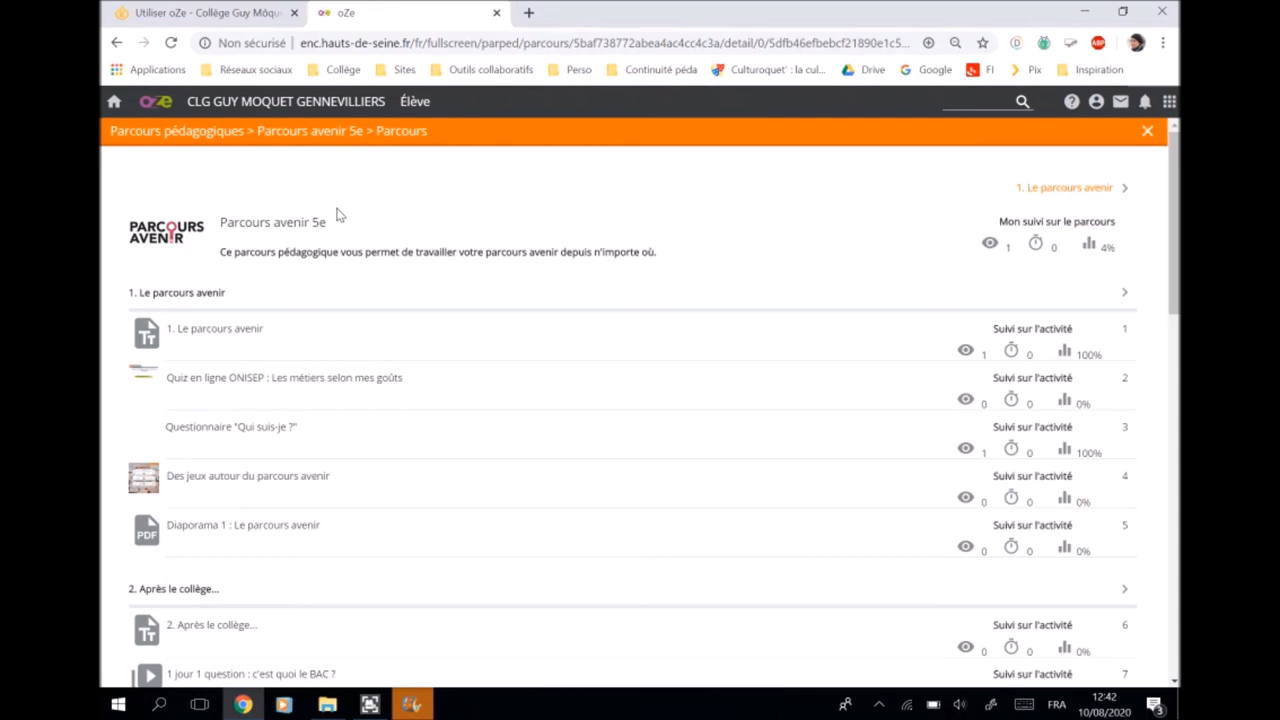 Utiliser oZe - Collège Guy Môqu
oZe
Non sécurisé
enc.hauts-de-seine.fr/fr/fullscreen/parped/parcours/5baf738772abea4ac4cc4c3a/detail/0/5dfb46efbebcf21890e1c5...
ABP
Applications
Réseaux sociaux
Collège
Sites
Outils collaboratifs
Perso
Continuité péda
Culturoquet' : la cul...
Drive
Google
FI
Pix
Inspiration
oZe
CLG GUY MOQUET GENNEVILLIERS
Élève
Parcours pédagogiques > Parcours avenir 5e > Parcours
1. Le parcours avenir
PARCOURS
AVENIR
Parcours avenir 5e
Mon suivi sur le parcours
1 0 4%
Ce parcours pédagogique vous permet de travailler votre parcours avenir depuis n'importe où.
1. Le parcours avenir
1. Le parcours avenir
Suivi sur l'activité 1
1 0 100%
Quiz en ligne ONISEP : Les métiers selon mes goûts
Suivi sur l'activité 2
0 0 0%
Questionnaire "Qui suis-je ?"
Suivi sur l'activité 3
1 0 100%
Des jeux autour du parcours avenir
Suivi sur l'activité 4
0 0 0%
PDF
Diaporama 1 : Le parcours avenir
Suivi sur l'activité 5
0 0 0%
2. Après le collège...
2. Après le collège...
Suivi sur l'activité 6
0 0 0%
1 jour 1 question : c'est quoi le BAC ?
Suivi sur l'activité 7
FRA
12:42
10/08/2020
3